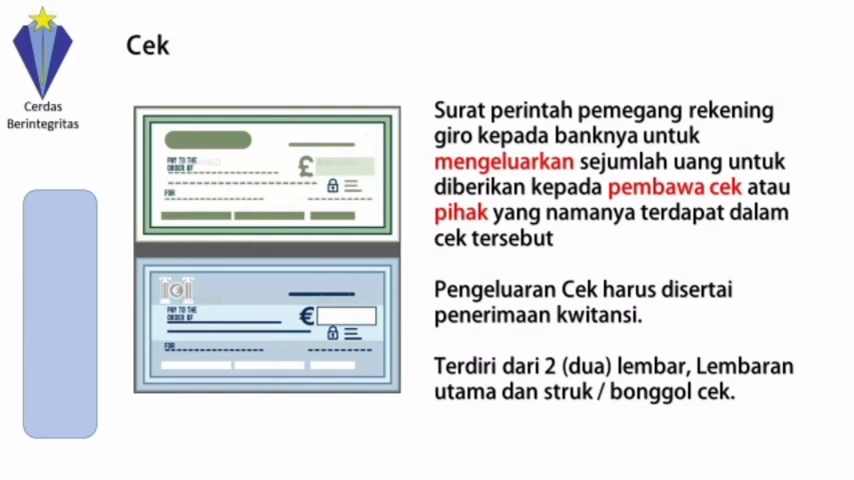 Cek
Cerdas
Berintegritas
PAY TO THE
ORDER OF
£
FOR
PAY TO THE
ORDER OF
€
FOR
Surat perintah pemegang rekening
giro kepada banknya untuk
mengeluarkan sejumlah uang untuk
diberikan kepada pembawa cek atau
pihak yang namanya terdapat dalam
cek tersebut
Pengeluaran Cek harus disertai
penerimaan kwitansi.
Terdiri dari 2 (dua) lembar, Lembaran
utama dan struk / bonggol cek.